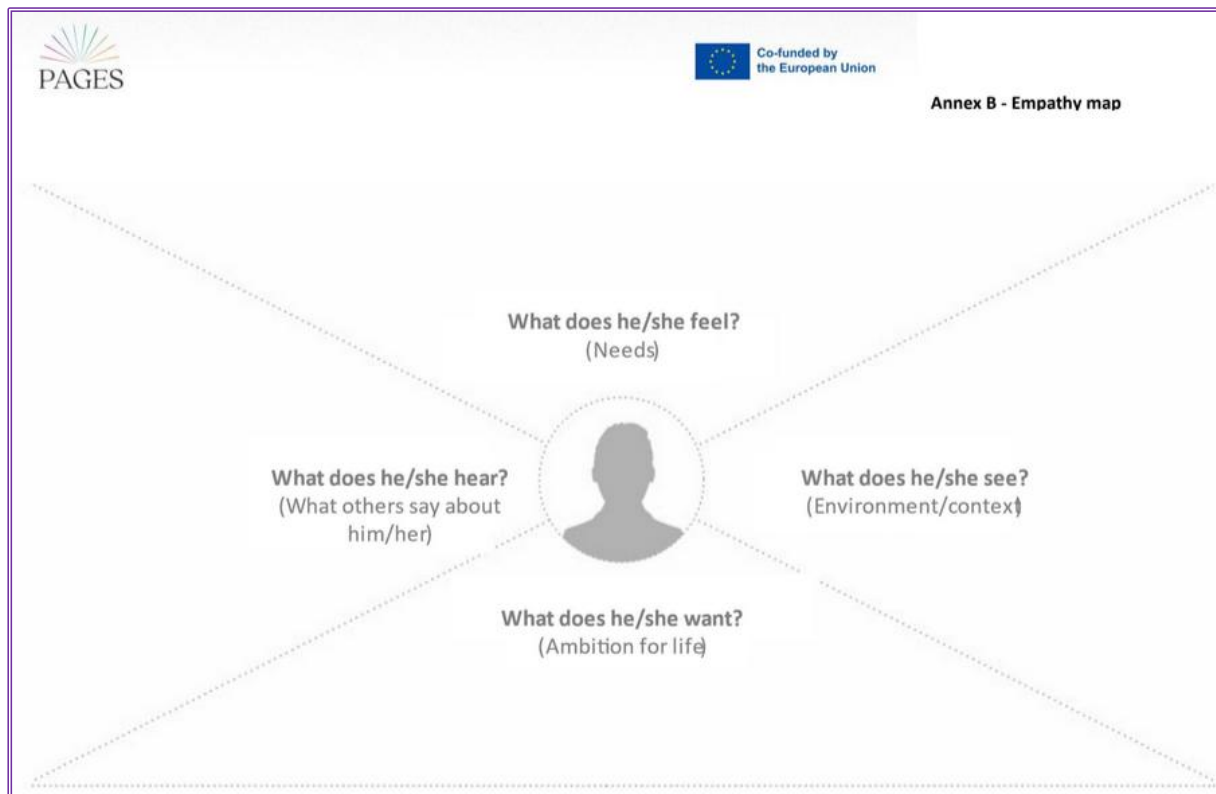 PAGES
Co-funded by
the European Union
Annex B - Empathy map
What does he/she feel?
(Needs)
What does he/she hear?
(What others say about
him/her)
What does he/she see?
(Environment/context)
What does he/she want?
(Ambition for life)